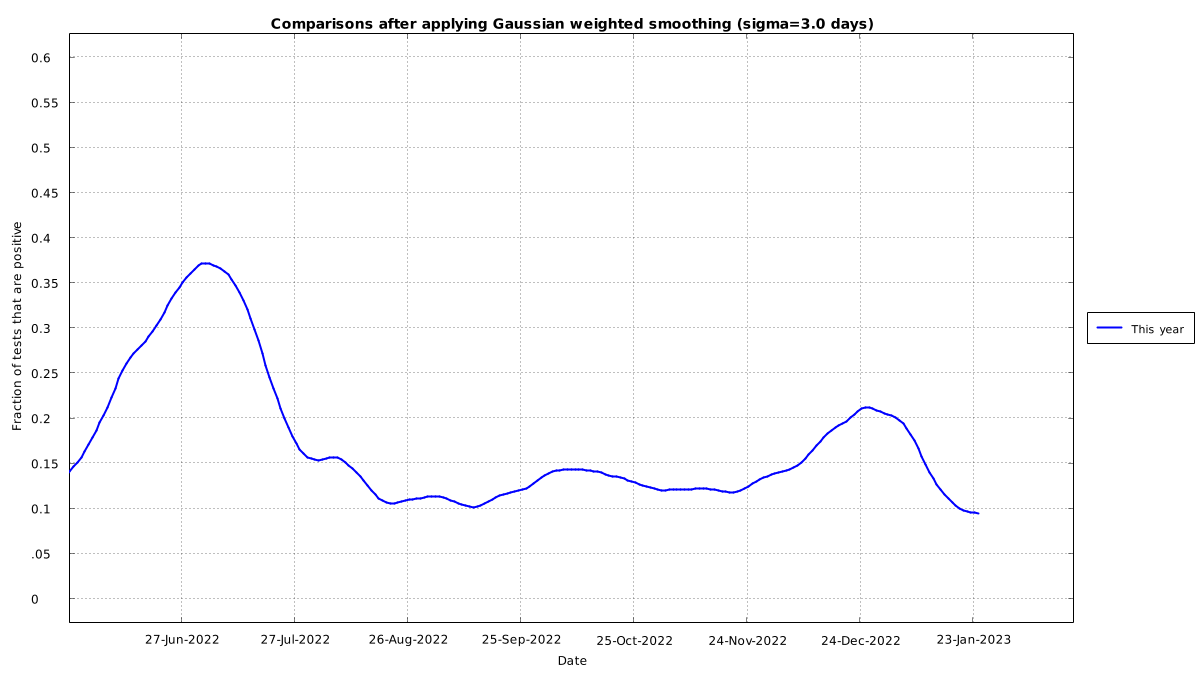 Comparisons after applying Gaussian weighted smoothing (sigma=3.0 days)
Fraction of tests that are positive
0.6
0.55
0.5
0.45
0.4
0.35
0.3
0.25
0.2
0.15
0.1
.05
0
27-Jun-2022 27-Jul-2022 26-Aug-2022 25-Sep-2022 25-Oct-2022 24-Nov-2022 24-Dec-2022 23-Jan-2023
Date
This year